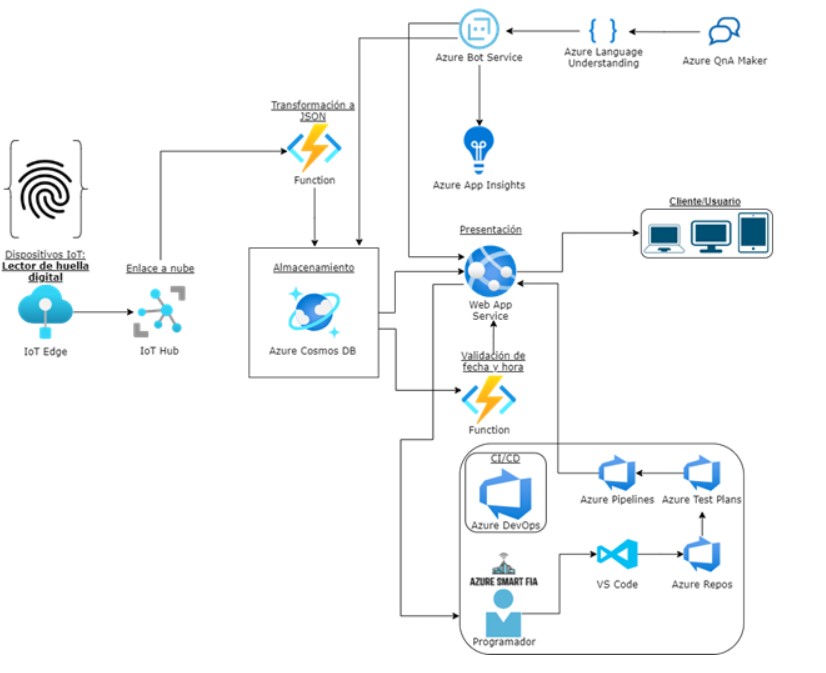 Azure Bot Service
Azure Language
Understanding
Azure QnA Maker
Transformación a
JSON
Function
Azure App Insights
Dispositivos IoT:
Lector de huella
digital
IoT Edge
Enlace a nube
IoT Hub
Almacenamiento
Azure Cosmos DB
Presentación
Web App
Service
Cliente/Usuario
Validación de
fecha y hora
Function
CI/CD
Azure DevOps
Azure Pipelines
Azure Test Plans
AZURE SMART FIA
Programador
VS Code
Azure Repos